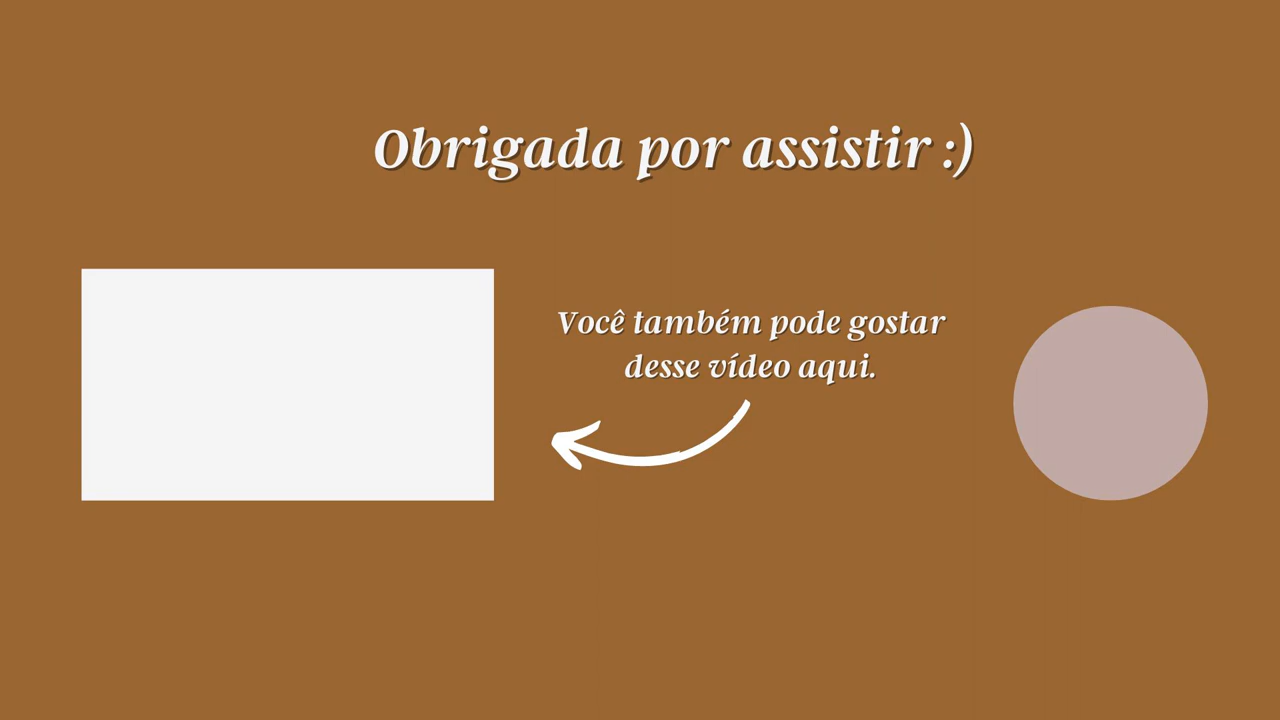 Obrigada por assistir :)
Você também pode gostar
desse vídeo aqui.